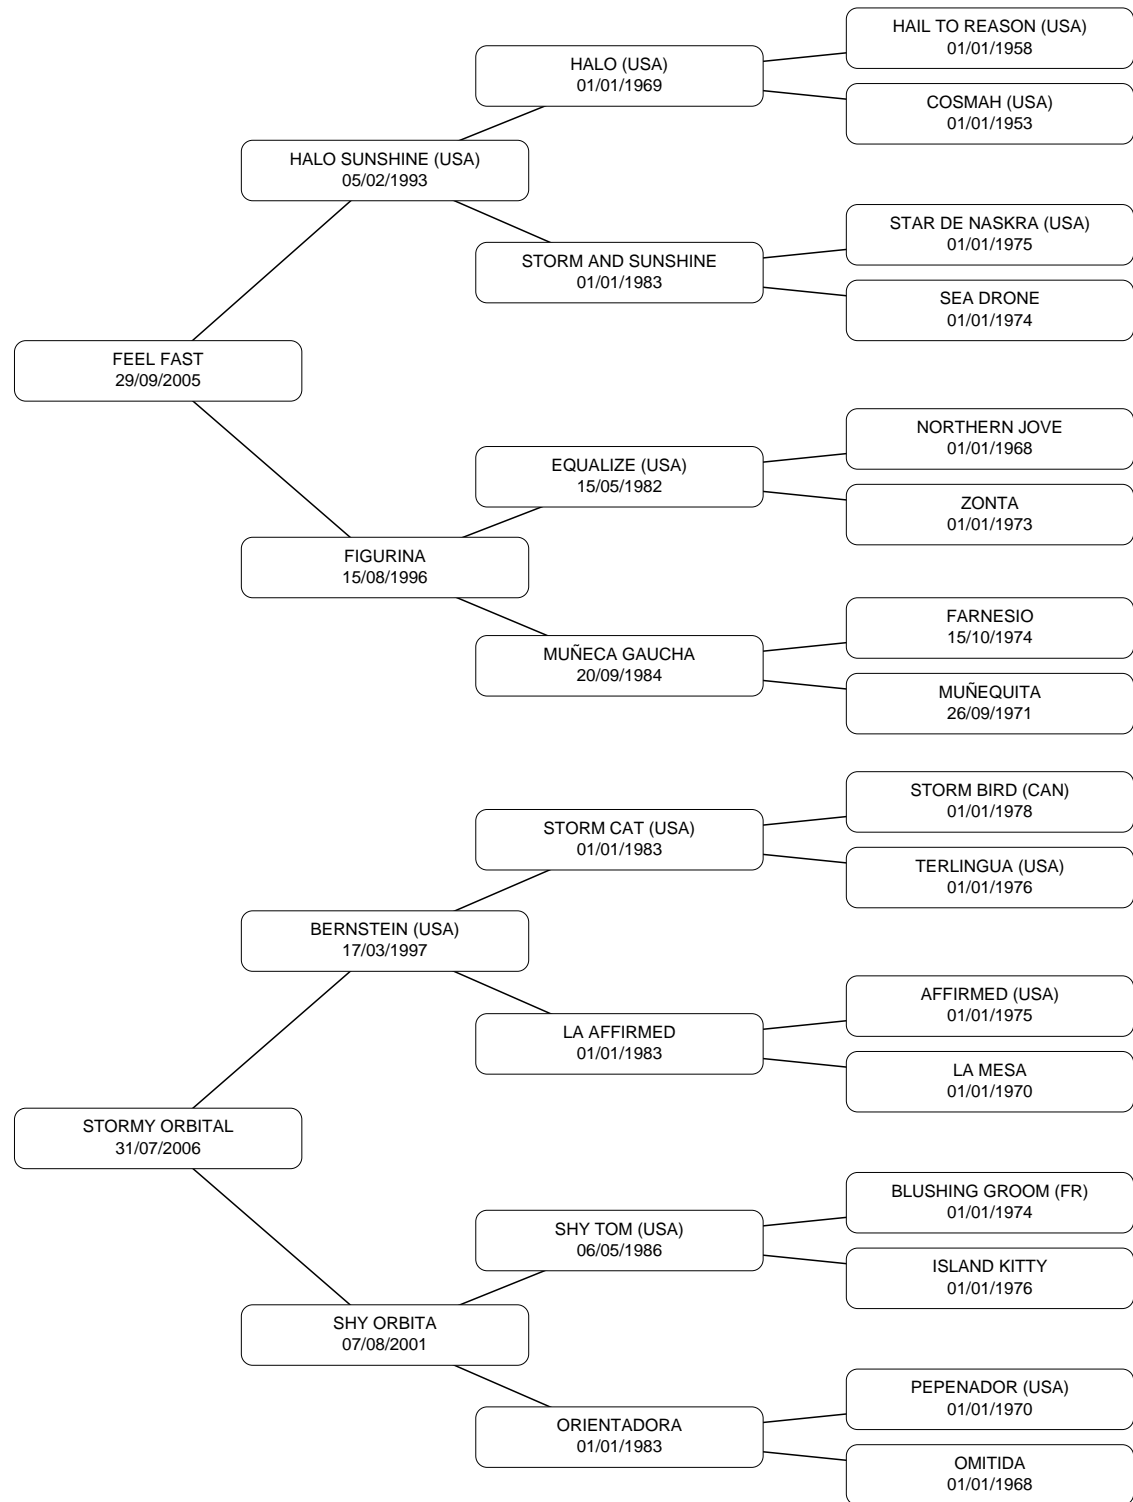 HAIL TO REASON (USA)
01/01/1958
HALO (USA)
01/01/1969
COSMAH (USA)
01/01/1953
HALO SUNSHINE (USA)
05/02/1993
STAR DE NASKRA (USA)
01/01/1975
STORM AND SUNSHINE
01/01/1983
SEA DRONE
01/01/1974
FEEL FAST
29/09/2005
NORTHERN JOVE
01/01/1968
EQUALIZE (USA)
15/05/1982
ZONTA
01/01/1973
FIGURINA
15/08/1996
FARNESIO
15/10/1974
MUÑECA GAUCHA
20/09/1984
MUÑEQUITA
26/09/1971
STORM BIRD (CAN)
01/01/1978
STORM CAT (USA)
01/01/1983
TERLINGUA (USA)
01/01/1976
BERNSTEIN (USA)
17/03/1997
AFFIRMED (USA)
01/01/1975
LA AFFIRMED
01/01/1983
LA MESA
01/01/1970
STORMY ORBITAL
31/07/2006
BLUSHING GROOM (FR)
01/01/1974
SHY TOM (USA)
06/05/1986
ISLAND KITTY
01/01/1976
SHY ORBITA
07/08/2001
PEPENADOR (USA)
01/01/1970
ORIENTADORA
01/01/1983
OMITIDA
01/01/1968